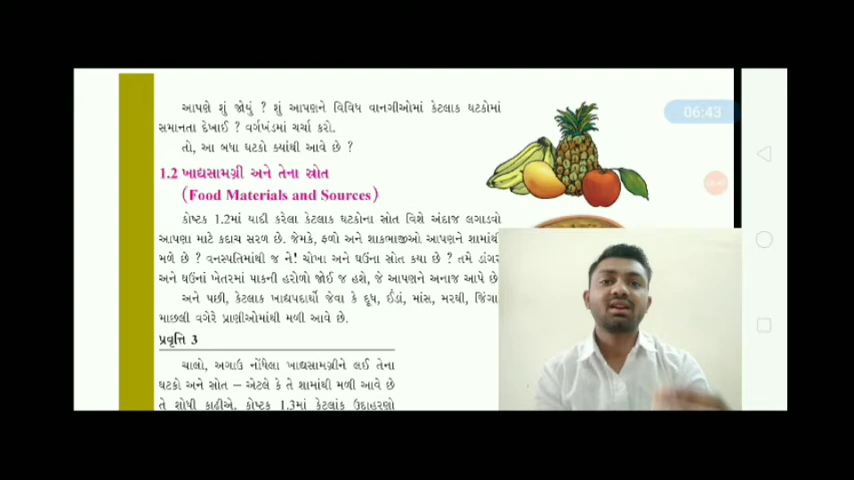 આપણે શું જોયું ? શું આપણને વિવિધ વાનગીઓમાં કેટલાક ઘટકોમાં
સમાનતા દેખાઈ ? વર્ગખંડમાં ચર્ચા કરો.
તો, આ બધા ઘટકો ક્યાંથી આવે છે ?
1.2 ખાદ્યસામગ્રી અને તેના સ્રોત
(Food Materials and Sources)
કોષ્ટક 1.2માં યાદી કરેલા કેટલાક ઘટકોના સ્રોત વિશે અંદાજ લગાડવો
આપણા માટે કદાચ સરળ છે. જેમકે, ફળો અને શાકભાજીઓ આપણને શામાંથી
મળે છે ? વનસ્પતિમાંથી જ ને! ચોખા અને ઘઉંના સ્રોત કયા છે ? તમે ડાંગર
અને ઘઉંનાં ખેતરમાં પાકની હરોળો જોઈ જ હશે, જે આપણને અનાજ આપે છે
અને પછી, કેટલાક ખાદ્યપદાર્થો જેવા કે દૂધ, ઈંડાં, માંસ, મરઘી, જિંગા
માછલી વગેરે પ્રાણીઓમાંથી મળી આવે છે.
પ્રવૃત્તિ 3
ચાલો, અગાઉ નોંધેલા ખાદ્યસામગ્રીને લઈ તેના
ઘટકો અને સ્રોત – એટલે કે તે શામાંથી મળી આવે છે
તે શોધી કાઢીએ. કોષ્ટક 1.3માં કેટલાંક ઉદાહરણો
06:43